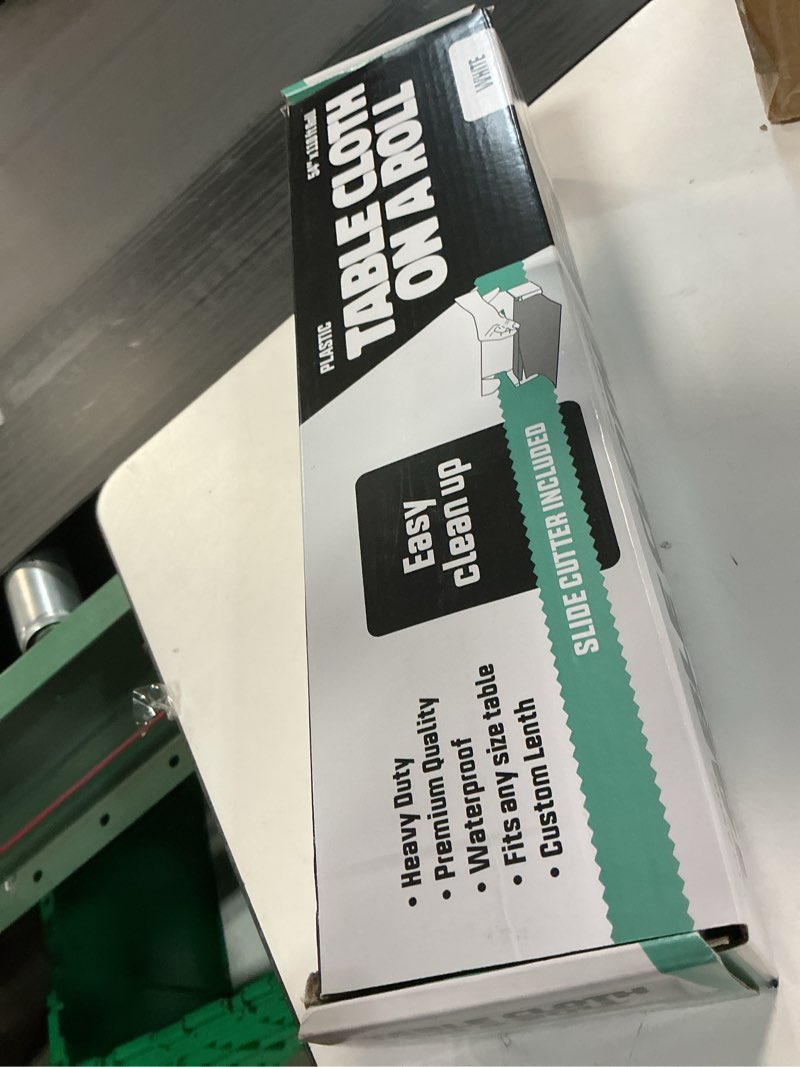 PLASTIC
TABLE CLOTH
ON A ROLL
WHITE
Easy
clean up
SLIDE CUTTER INCLUDED
• Heavy Duty
• Premium Quality
• Waterproof
• Fits any size table
• Custom Lenth